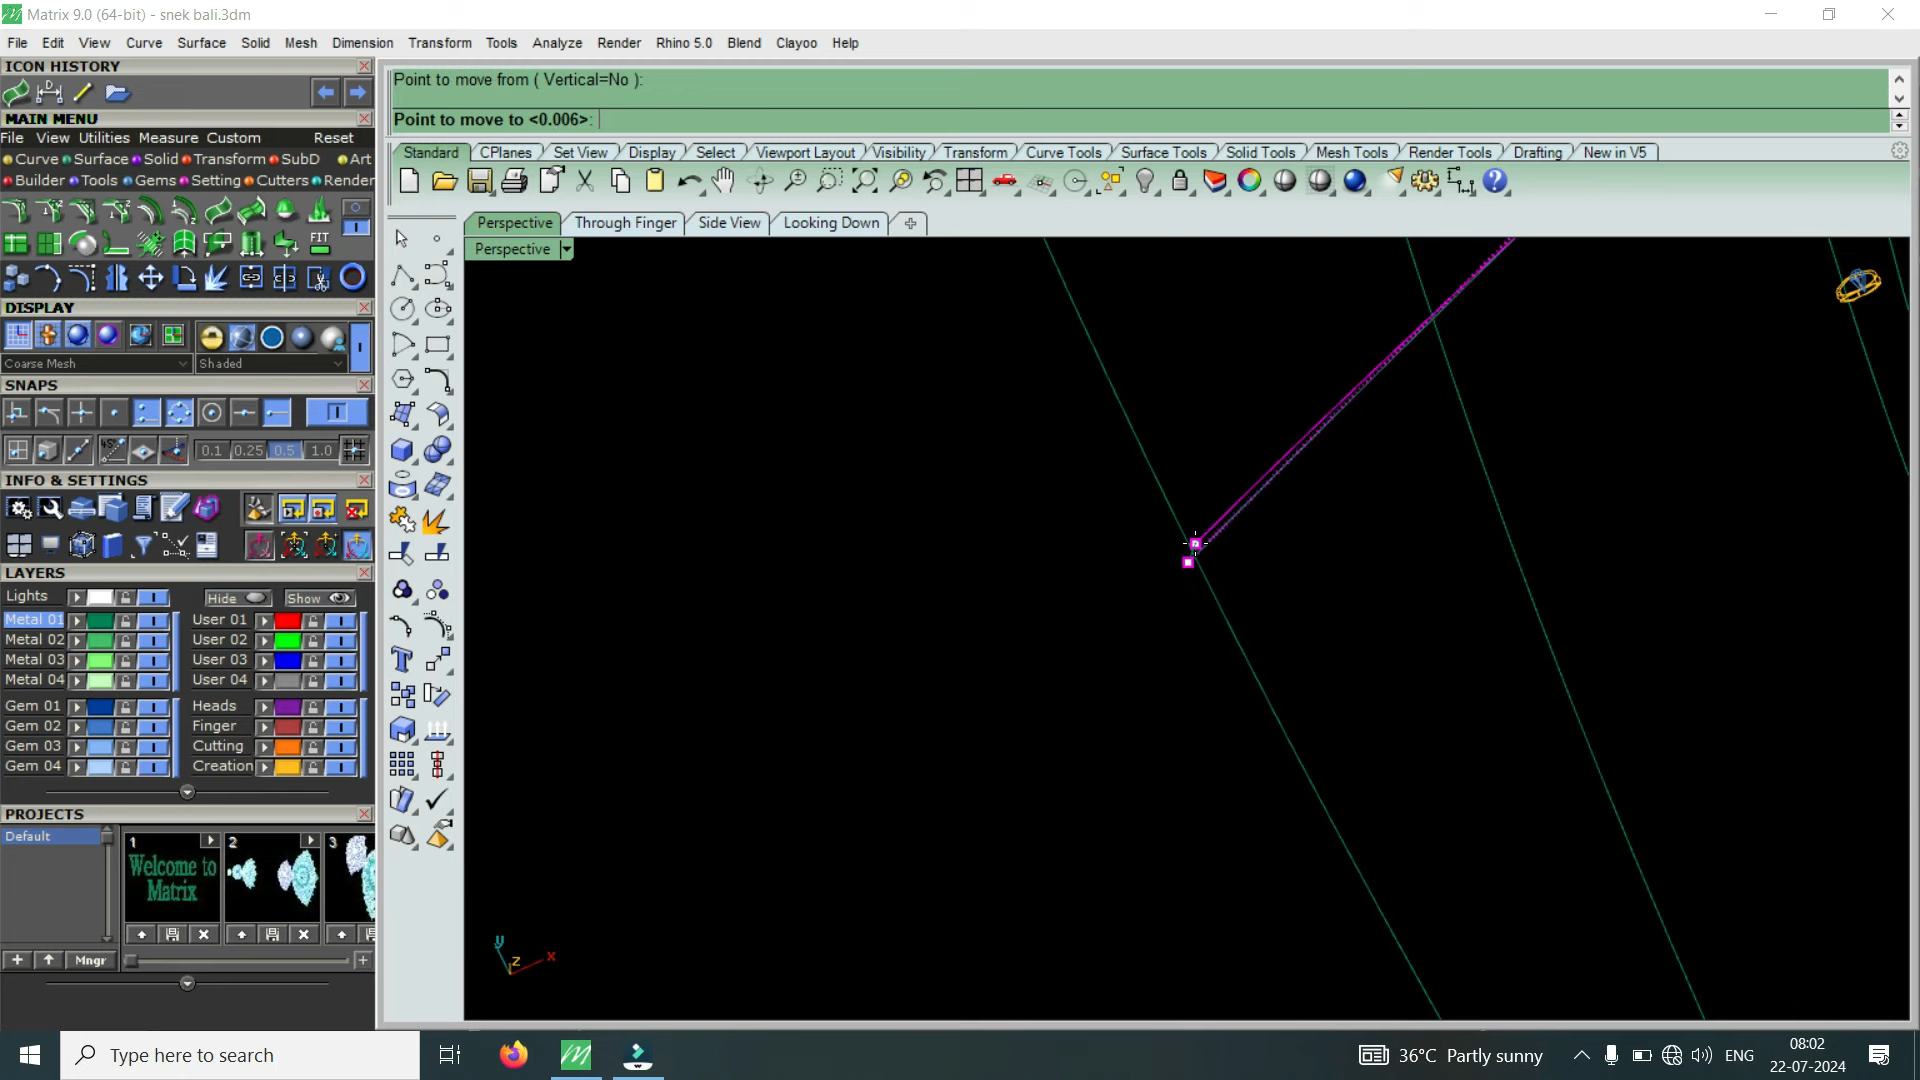 Matrix 9.0 (64-bit) - snek bali.3dm
File Edit View Curve Surface Solid Mesh Dimension Transform Tools Analyze Render Rhino 5.0 Blend Clayoo Help
ICON HISTORY
Point to move from ( Vertical=No ):
Point to move to <0.006>:
MAIN MENU
File View Utilities Measure Custom Reset
Curve Surface Solid Transform SubD Art
Builder Tools Gems Setting Cutters Render
Standard CPlanes Set View Display Select Viewport Layout Visibility Transform Curve Tools Surface Tools Solid Tools Mesh Tools Render Tools Drafting New in V5
Perspective Through Finger Side View Looking Down
Perspective
FIT
DISPLAY
Coarse Mesh Shaded
SNAPS
0.1 0.25 0.5 1.0
INFO & SETTINGS
LAYERS
Lights Hide Show
Metal 01 User 01
Metal 02 User 02
Metal 03 User 03
Metal 04 User 04
Gem 01 Heads
Gem 02 Finger
Gem 03 Cutting
Gem 04 Creation
PROJECTS
Default
1 2 3
Welcome to
Matrix
Mngr
y
z x
Type here to search
36°C Partly sunny
ENG
08:02
22-07-2024